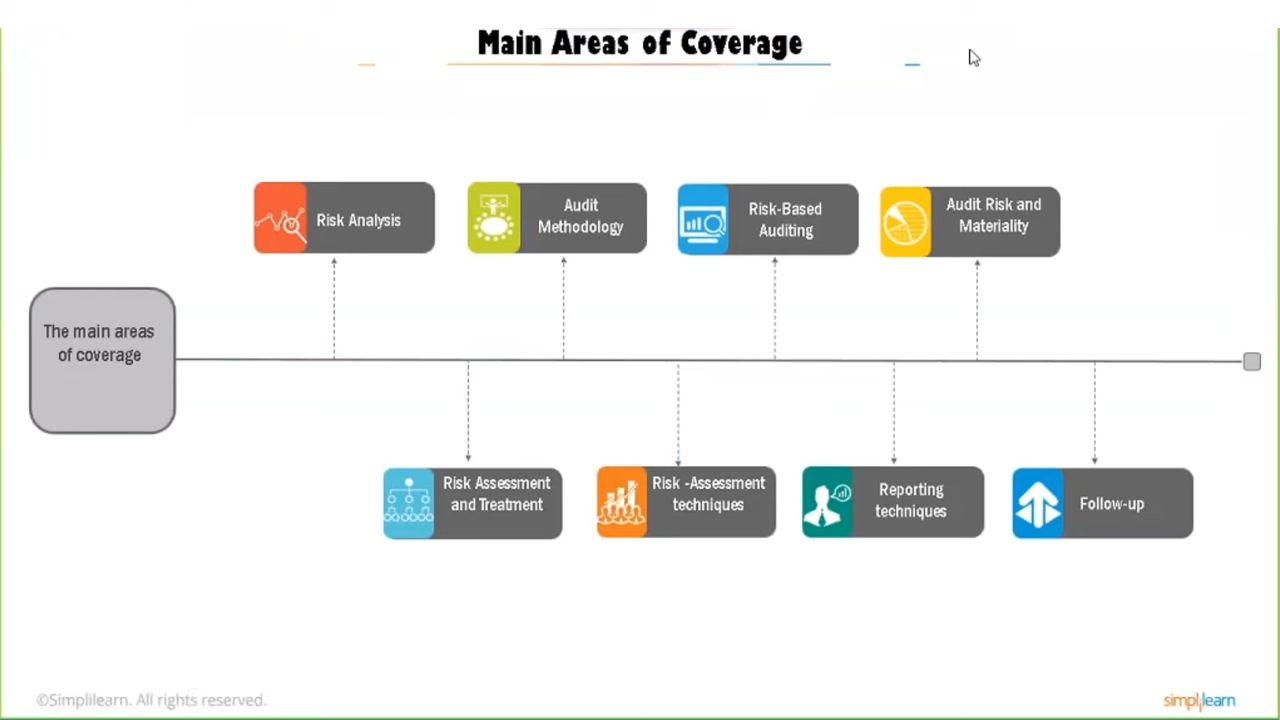 Main Areas of Coverage
Risk Analysis
Audit
Methodology
Risk-Based
Auditing
Audit Risk and
Materiality
The main areas
of coverage
Risk Assessment
and Treatment
Risk -Assessment
techniques
Reporting
techniques
Follow-up
©Simplilearn. All rights reserved.
simplilearn